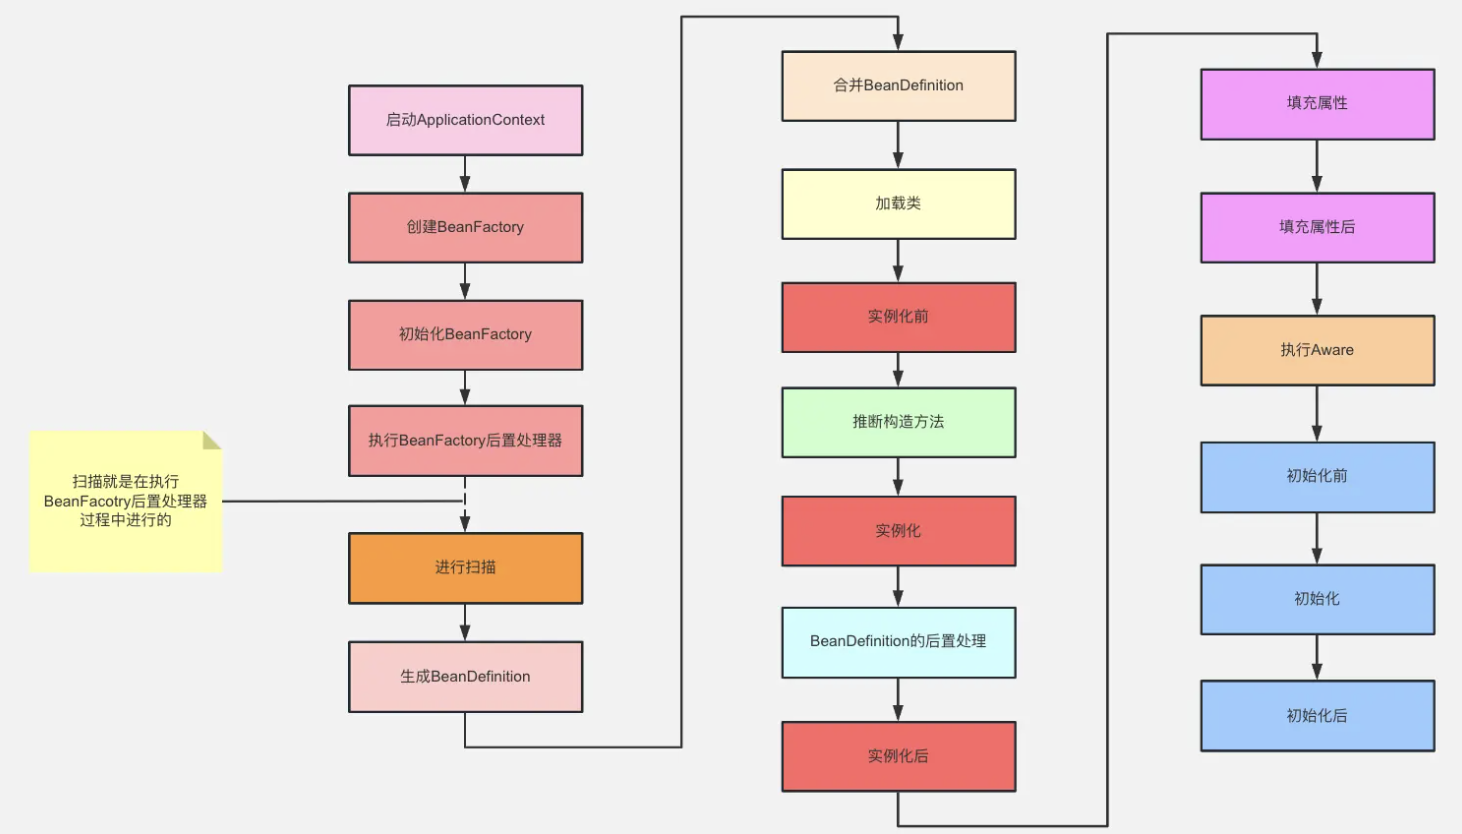 启动ApplicationContext
创建BeanFactory
初始化BeanFactory
执行BeanFactory后置处理器
扫描就是在执行
BeanFacotry后置处理器
过程中进行的
进行扫描
生成BeanDefinition
合并BeanDefinition
加载类
实例化前
推断构造方法
实例化
BeanDefinition的后置处理
实例化后
填充属性
填充属性后
执行Aware
初始化前
初始化
初始化后